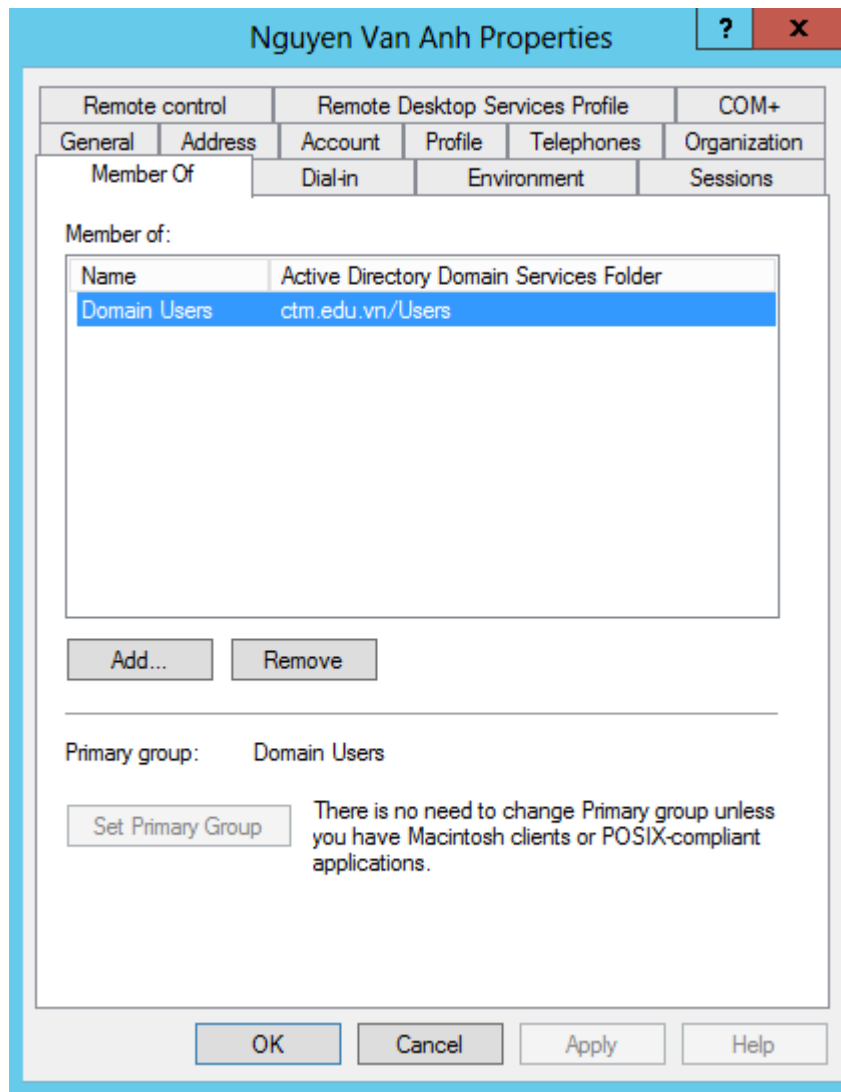 Nguyen Van Anh Properties
?
x
Remote control
Remote Desktop Services Profile
COM+
General
Address
Account
Profile
Telephones
Organization
Member Of
Dial-in
Environment
Sessions
Member of:
Name
Active Directory Domain Services Folder
Domain Users
ctm.edu.vn/Users
Add...
Remove
Primary group:
Domain Users
Set Primary Group
There is no need to change Primary group unless
you have Macintosh clients or POSIX-compliant
applications.
OK
Cancel
Apply
Help